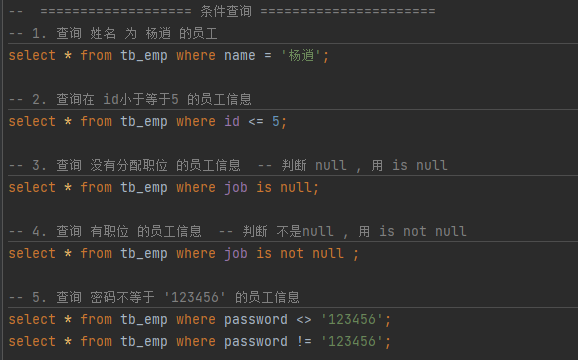 --  =================== 条件查询 ======================
-- 1. 查询 姓名 为 杨逍 的员工
select * from tb_emp where name = '杨逍';
-- 2. 查询在 id小于等于5 的员工信息
select * from tb_emp where id <= 5;
-- 3. 查询 没有分配职位 的员工信息  -- 判断 null , 用 is null
select * from tb_emp where job is null;
-- 4. 查询 有职位 的员工信息  -- 判断 不是null , 用 is not null
select * from tb_emp where job is not null ;
-- 5. 查询 密码不等于 '123456' 的员工信息
select * from tb_emp where password <> '123456';
select * from tb_emp where password != '123456';